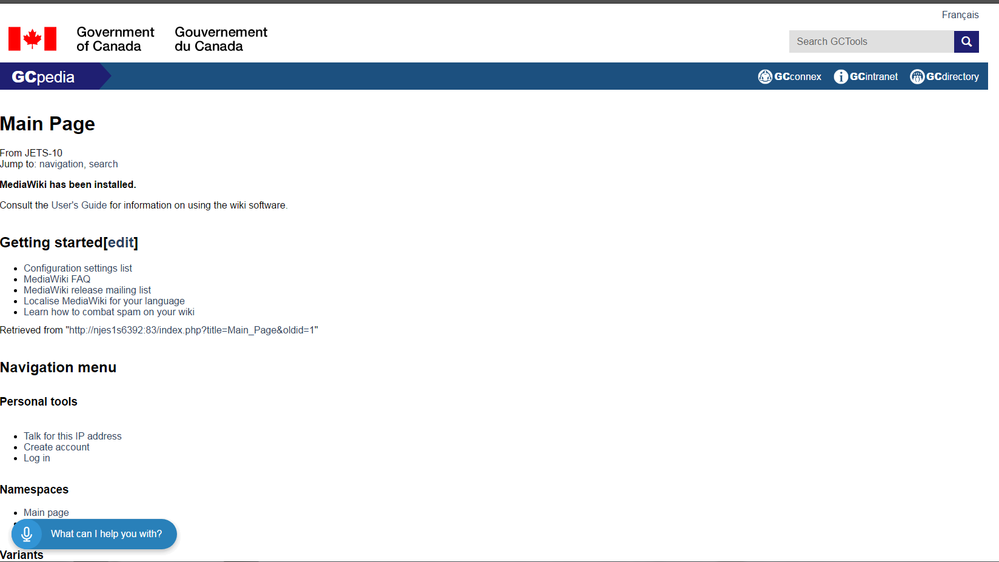 Français
Government of Canada
Gouvernement du Canada
Search GCTools
GCpedia
GCconnex
GCintranet
GCdirectory
Main Page
From JETS-10
Jump to: navigation, search
MediaWiki has been installed.
Consult the User's Guide for information on using the wiki software.
Getting started[edit]
Configuration settings list
MediaWiki FAQ
MediaWiki release mailing list
Localise MediaWiki for your language
Learn how to combat spam on your wiki
Retrieved from "http://njes1s6392:83/index.php?title=Main_Page&oldid=1"
Navigation menu
Personal tools
Talk for this IP address
Create account
Log in
Namespaces
Main page
What can I help you with?
Variants